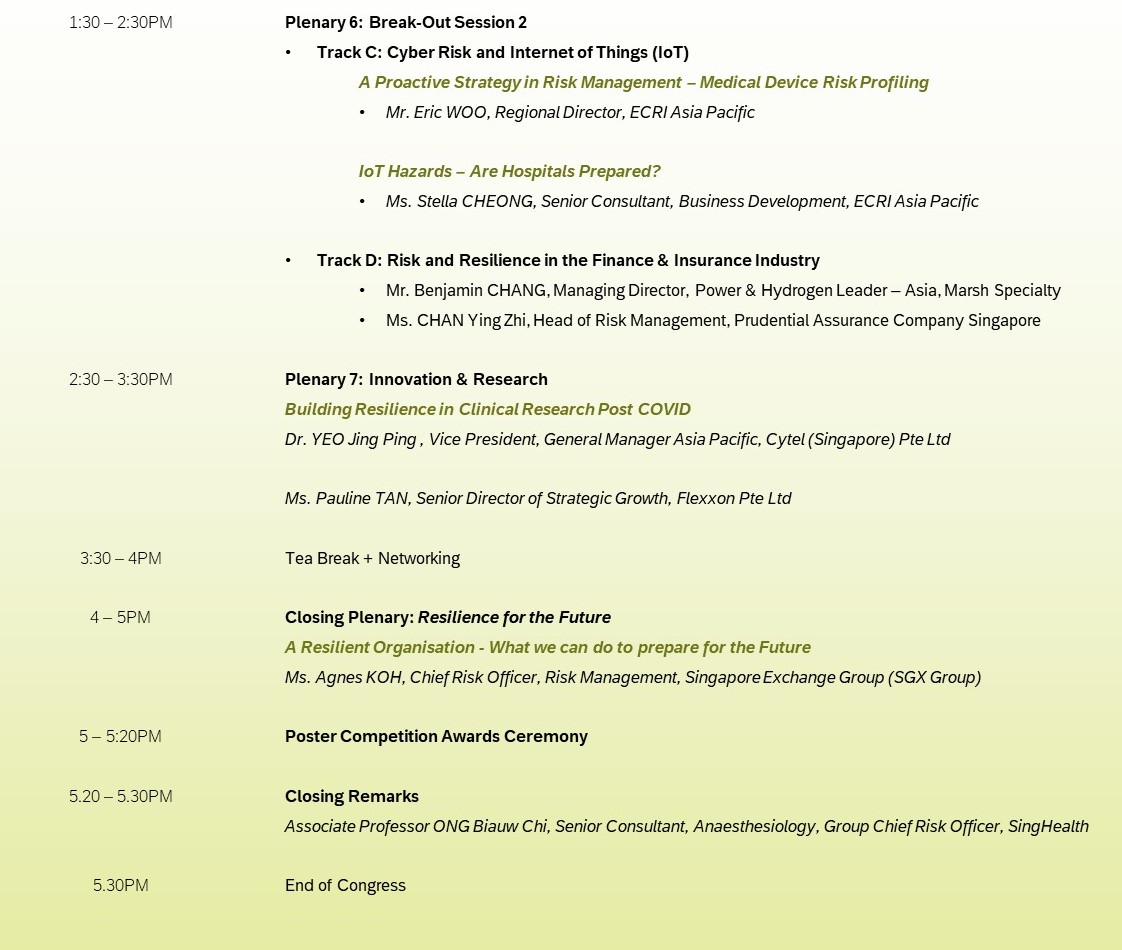 1:30 – 2:30PM Plenary 6: Break-Out Session 2
• Track C: Cyber Risk and Internet of Things (IoT)
A Proactive Strategy in Risk Management – Medical Device Risk Profiling
• Mr. Eric WOO, Regional Director, ECRI Asia Pacific
IoT Hazards – Are Hospitals Prepared?
• Ms. Stella CHEONG, Senior Consultant, Business Development, ECRI Asia Pacific
• Track D: Risk and Resilience in the Finance & Insurance Industry
• Mr. Benjamin CHANG, Managing Director, Power & Hydrogen Leader – Asia, Marsh Specialty
• Ms. CHAN Ying Zhi, Head of Risk Management, Prudential Assurance Company Singapore
2:30 – 3:30PM Plenary 7: Innovation & Research
Building Resilience in Clinical Research Post COVID
Dr. YEO Jing Ping , Vice President, General Manager Asia Pacific, Cytel (Singapore) Pte Ltd
Ms. Pauline TAN, Senior Director of Strategic Growth, Flexxon Pte Ltd
3:30 – 4PM Tea Break + Networking
4 – 5PM Closing Plenary: Resilience for the Future
A Resilient Organisation - What we can do to prepare for the Future
Ms. Agnes KOH, Chief Risk Officer, Risk Management, Singapore Exchange Group (SGX Group)
5 – 5:20PM Poster Competition Awards Ceremony
5.20 – 5.30PM Closing Remarks
Associate Professor ONG Biauw Chi, Senior Consultant, Anaesthesiology, Group Chief Risk Officer, SingHealth
5.30PM End of Congress